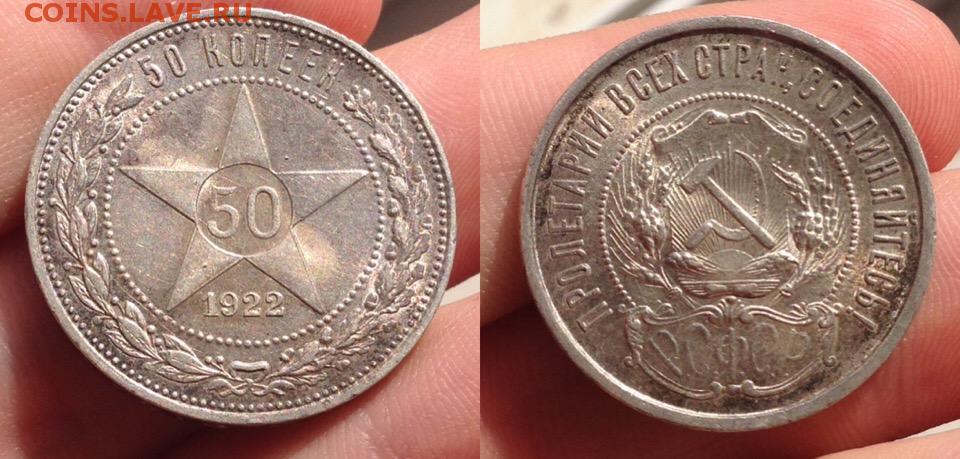 COINS.LAVE.RU
50 КОПЕЕК
50
1922
ПРОЛЕТАРИИ ВСЕХ СТРАН, СОЕДИНЯЙТЕСЬ!
РСФСР